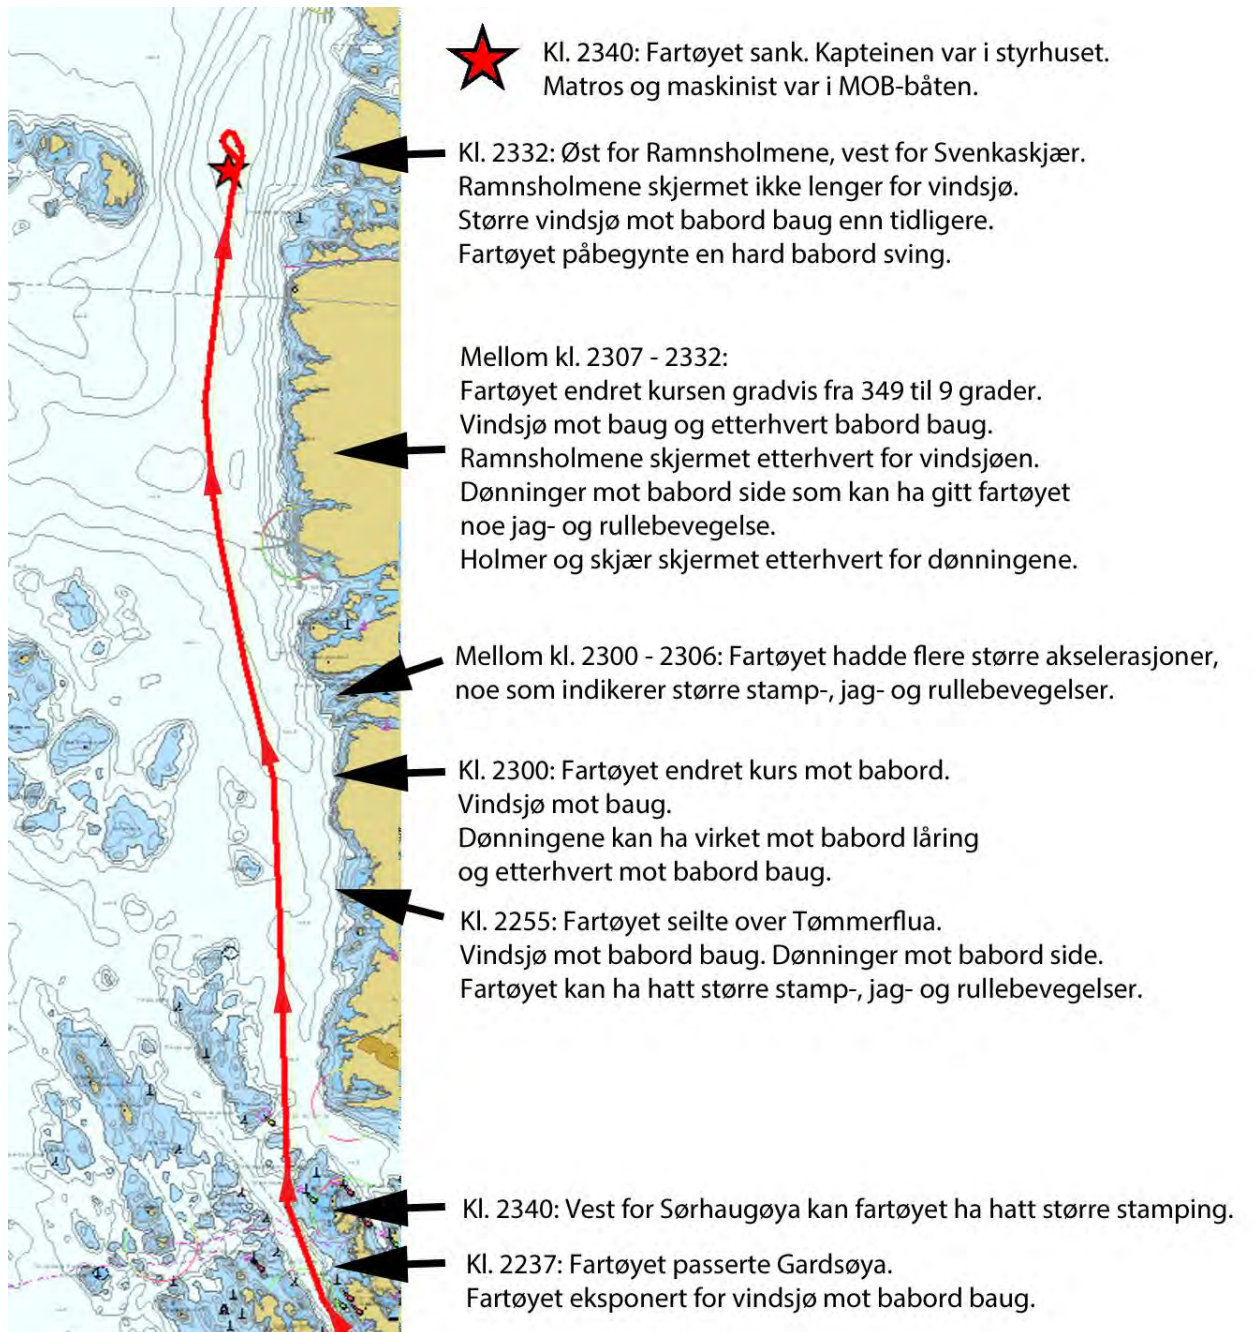 Kl. 2340: Fartøyet sank. Kapteinen var i styrhuset.
Matros og maskinist var i MOB-båten.
Kl. 2332: Øst for Ramnsholmene, vest for Svenkaskjær.
Ramnsholmene skjermet ikke lenger for vindsjø.
Større vindsjø mot babord baug enn tidligere.
Fartøyet påbegynte en hard babord sving.
Mellom kl. 2307 - 2332:
Fartøyet endret kursen gradvis fra 349 til 9 grader.
Vindsjø mot baug og etterhvert babord baug.
Ramnsholmene skjermet etterhvert for vindsjøen.
Dønninger mot babord side som kan ha gitt fartøyet
noe jag- og rullebevegelse.
Holmer og skjær skjermet etterhvert for dønningene.
Mellom kl. 2300 - 2306: Fartøyet hadde flere større akselerasjoner,
noe som indikerer større stamp-, jag- og rullebevegelser.
Kl. 2300: Fartøyet endret kurs mot babord.
Vindsjø mot baug.
Dønningene kan ha virket mot babord låring
og etterhvert mot babord baug.
Kl. 2255: Fartøyet seilte over Tømmerflua.
Vindsjø mot babord baug. Dønninger mot babord side.
Fartøyet kan ha hatt større stamp-, jag- og rullebevegelser.
Kl. 2340: Vest for Sørhaugøya kan fartøyet ha hatt større stamping.
Kl. 2237: Fartøyet passerte Gardsøya.
Fartøyet eksponert for vindsjø mot babord baug.